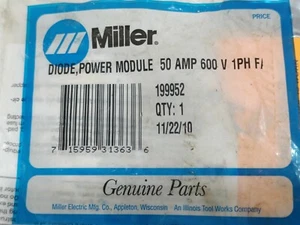 PRICE
Miller
DIODE,POWER MODULE 50 AMP 600 V 1PH F/
199952
QTY: 1
11/22/10
7 15959 31363 6
Genuine Parts
Miller Electric Mfg. Co., Appleton, Wisconsin An Illinois Tool Works Company